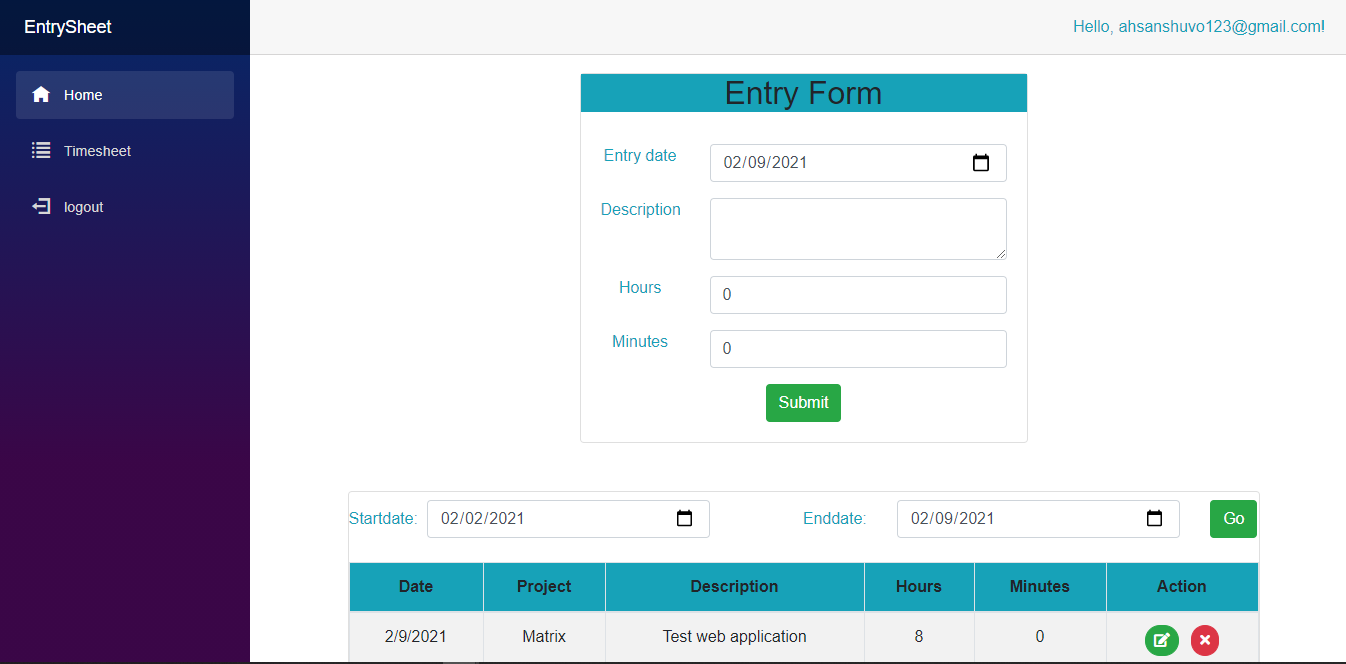 EntrySheet
Hello, ahsanshuvo123@gmail.com!
Home
Timesheet
logout
Entry Form
Entry date 02/09/2021
Description
Hours 0
Minutes 0
Submit
Startdate: 02/02/2021 Enddate: 02/09/2021 Go
Date Project Description Hours Minutes Action
2/9/2021 Matrix Test web application 8 0